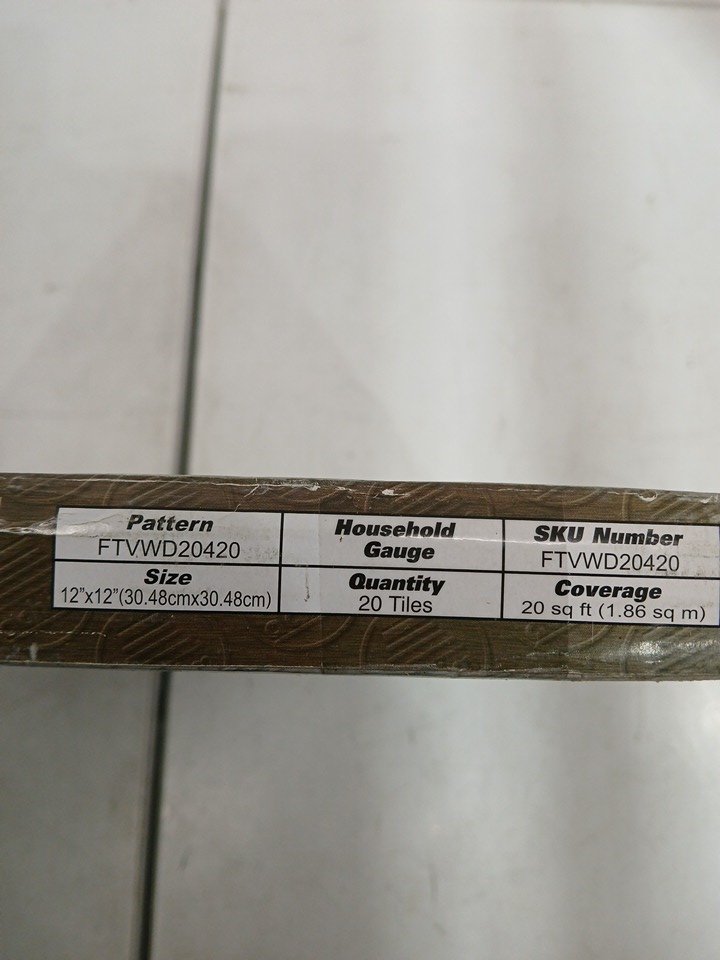 Pattern
FTVWD20420
Household
Gauge
SKU Number
FTVWD20420
Size
12"x12"(30.48cmx30.48cm)
Quantity
20 Tiles
Coverage
20 sq ft (1.86 sq m)